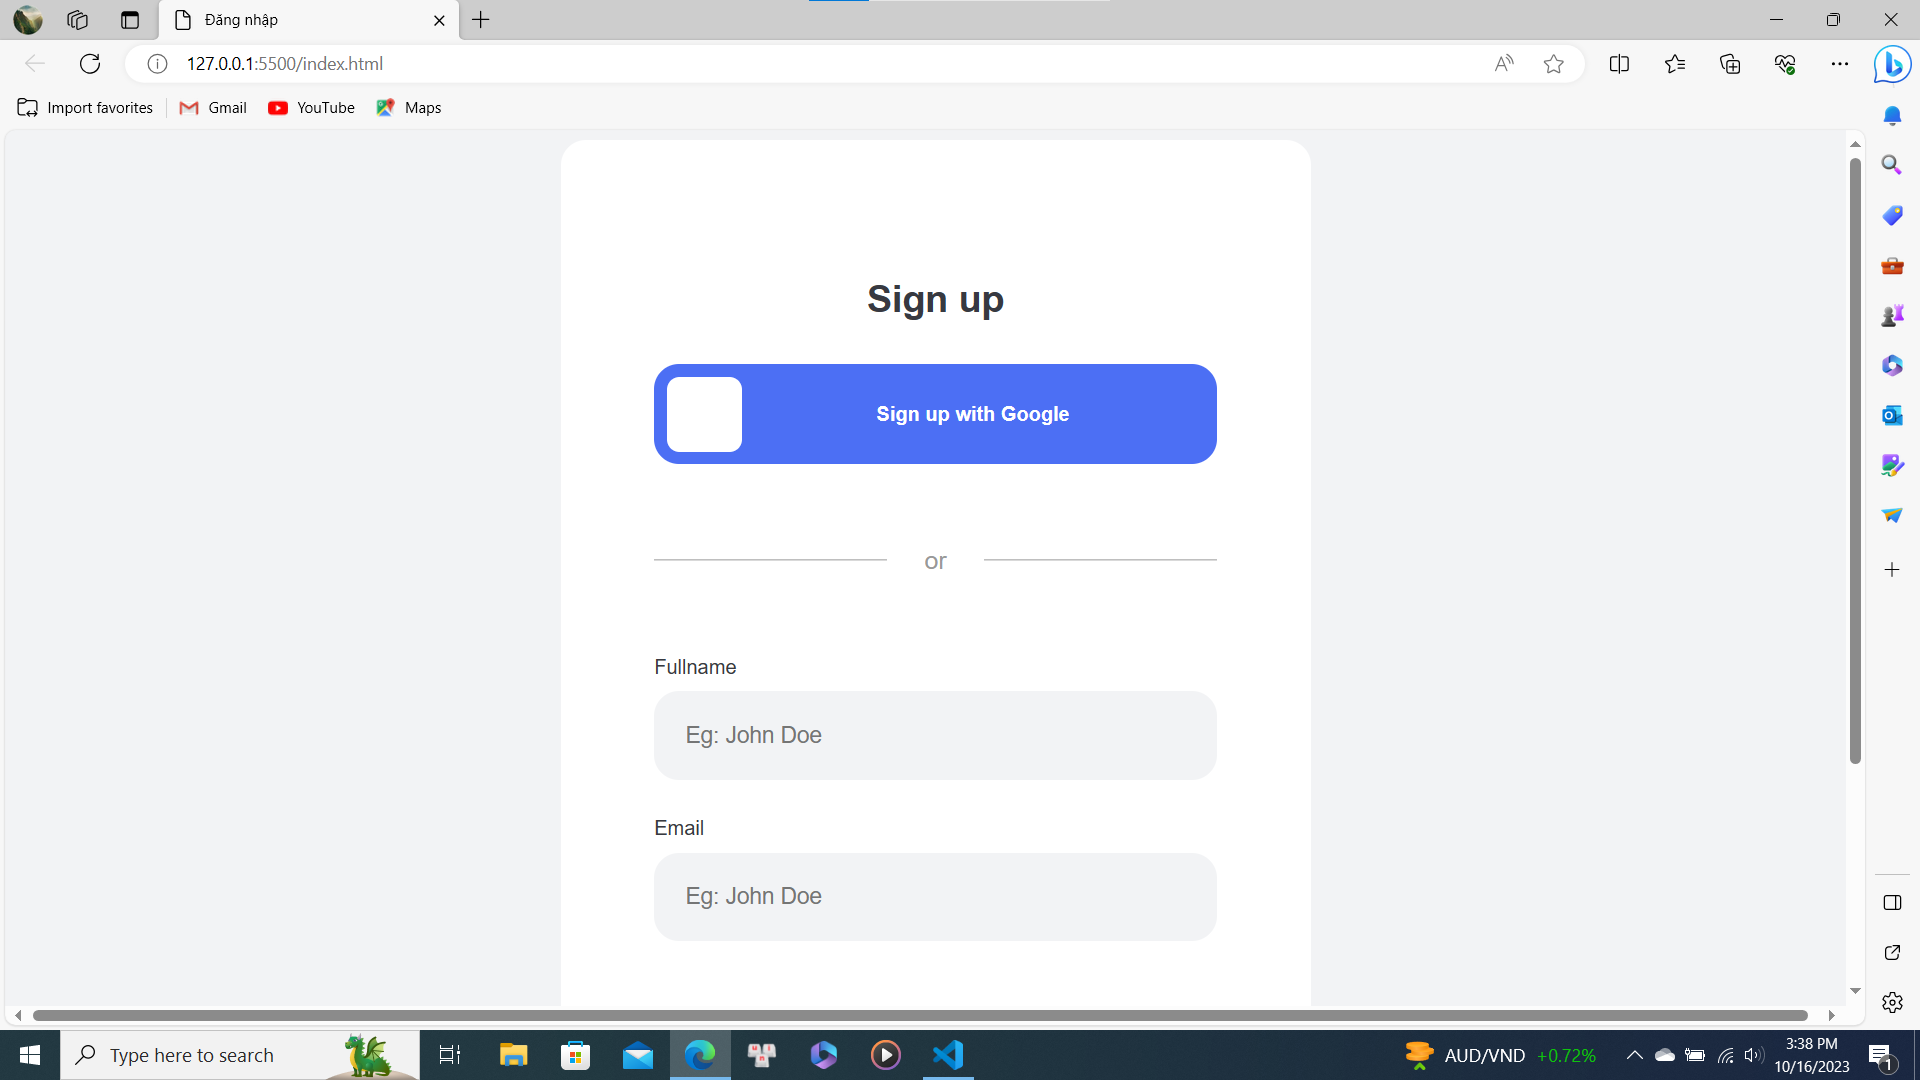 Đăng nhập
127.0.0.1:5500/index.html
Import favorites
Gmail
YouTube
Maps
Sign up
Sign up with Google
or
Fullname
Eg: John Doe
Email
Eg: John Doe
Type here to search
AUD/VND +0.72%
3:38 PM
10/16/2023
1